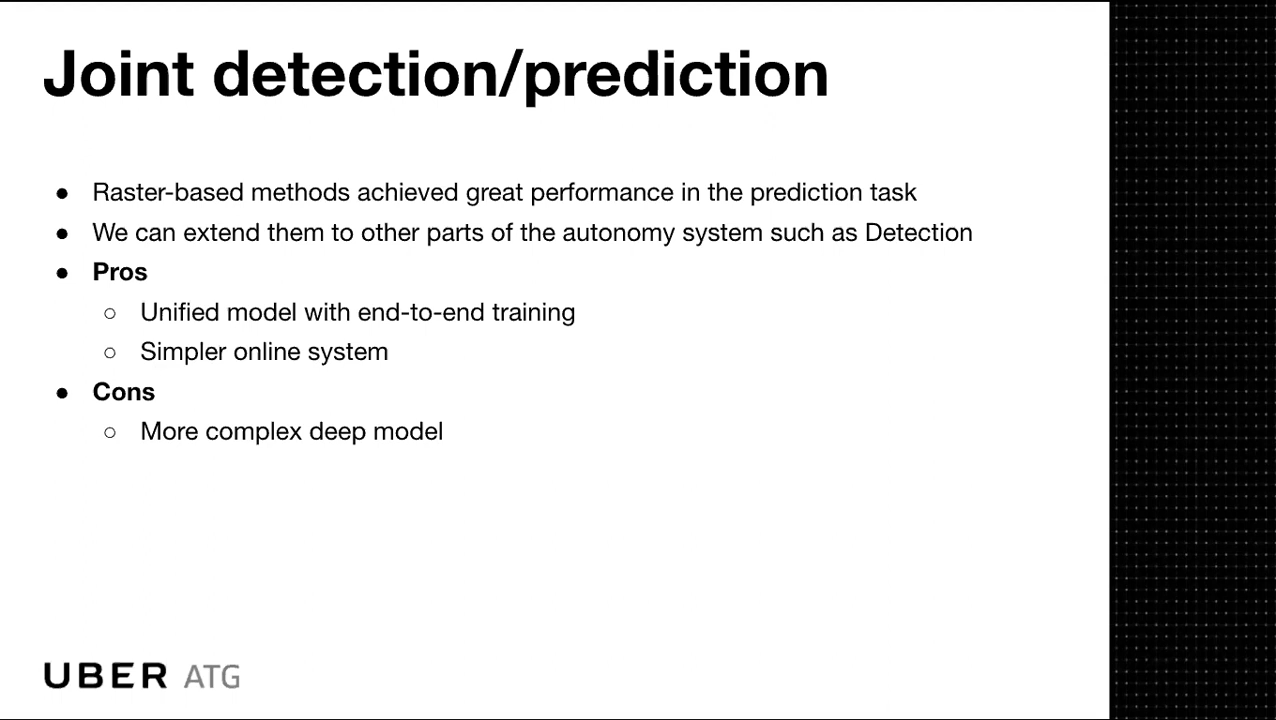 Joint detection/prediction
● Raster-based methods achieved great performance in the prediction task
● We can extend them to other parts of the autonomy system such as Detection
● Pros
○ Unified model with end-to-end training
○ Simpler online system
● Cons
○ More complex deep model
UBER ATG